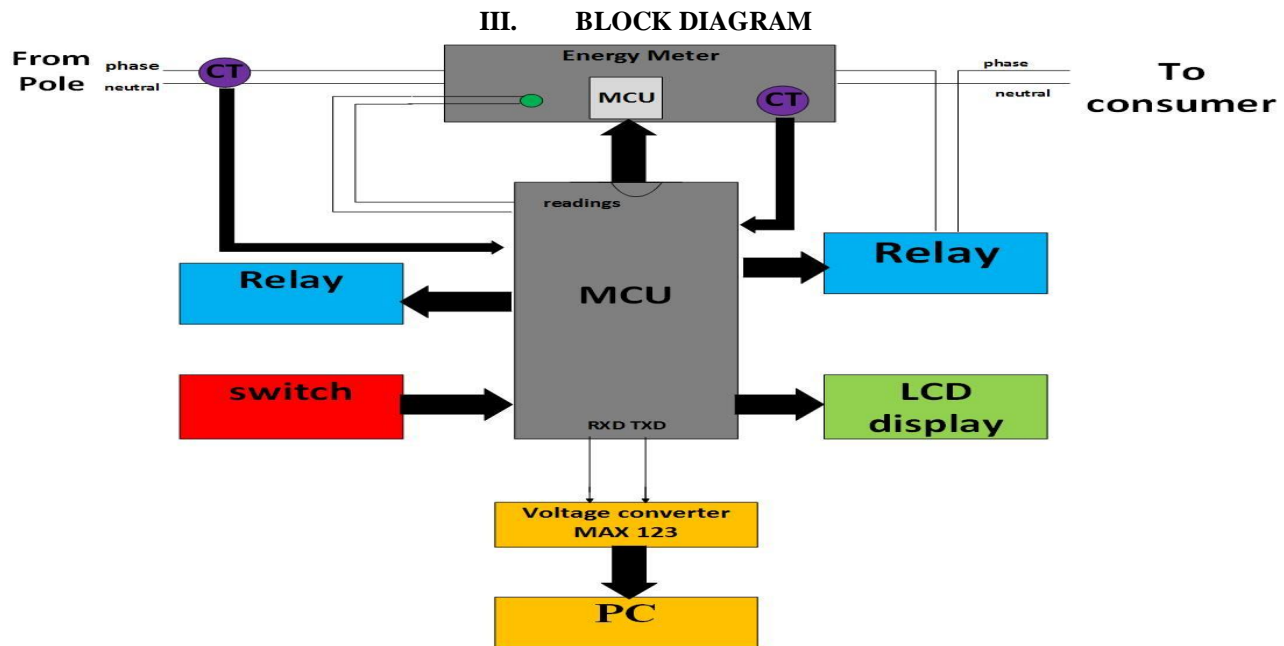 III. BLOCK DIAGRAM
Energy Meter
From
Pole
phase
neutral
CT
MCU
CT
phase
neutral
To
consumer
readings
Relay
MCU
Relay
switch
LCD
display
RXD TXD
Voltage converter
MAX 123
PC